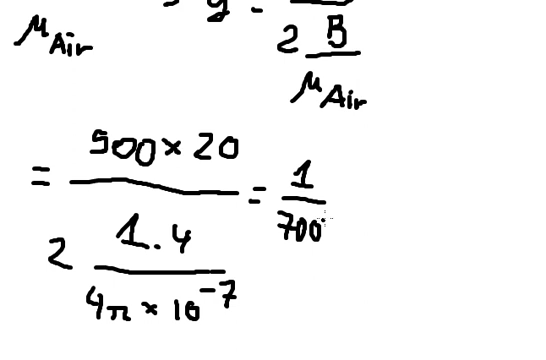 μAir → y = 2 B/μAir
= 500 × 20 / 2 (1.4 / 4π × 10⁻⁷) = 1/700